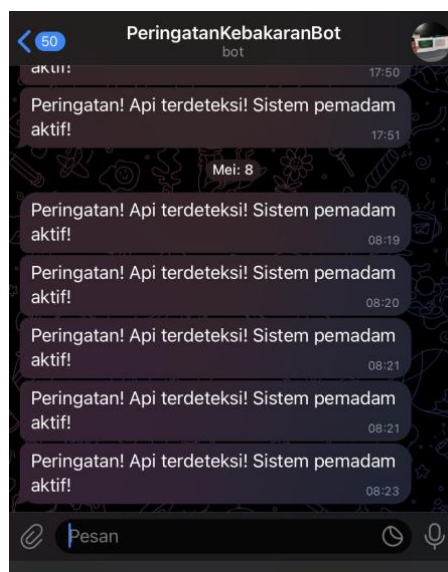 50
PeringatanKebakaranBot
bot
aktif!
17:50
Peringatan! Api terdeteksi! Sistem pemadam
aktif!
17:51
Mei: 8
Peringatan! Api terdeteksi! Sistem pemadam
aktif!
08:19
Peringatan! Api terdeteksi! Sistem pemadam
aktif!
08:20
Peringatan! Api terdeteksi! Sistem pemadam
aktif!
08:21
Peringatan! Api terdeteksi! Sistem pemadam
aktif!
08:21
Peringatan! Api terdeteksi! Sistem pemadam
aktif!
08:23
Pesan